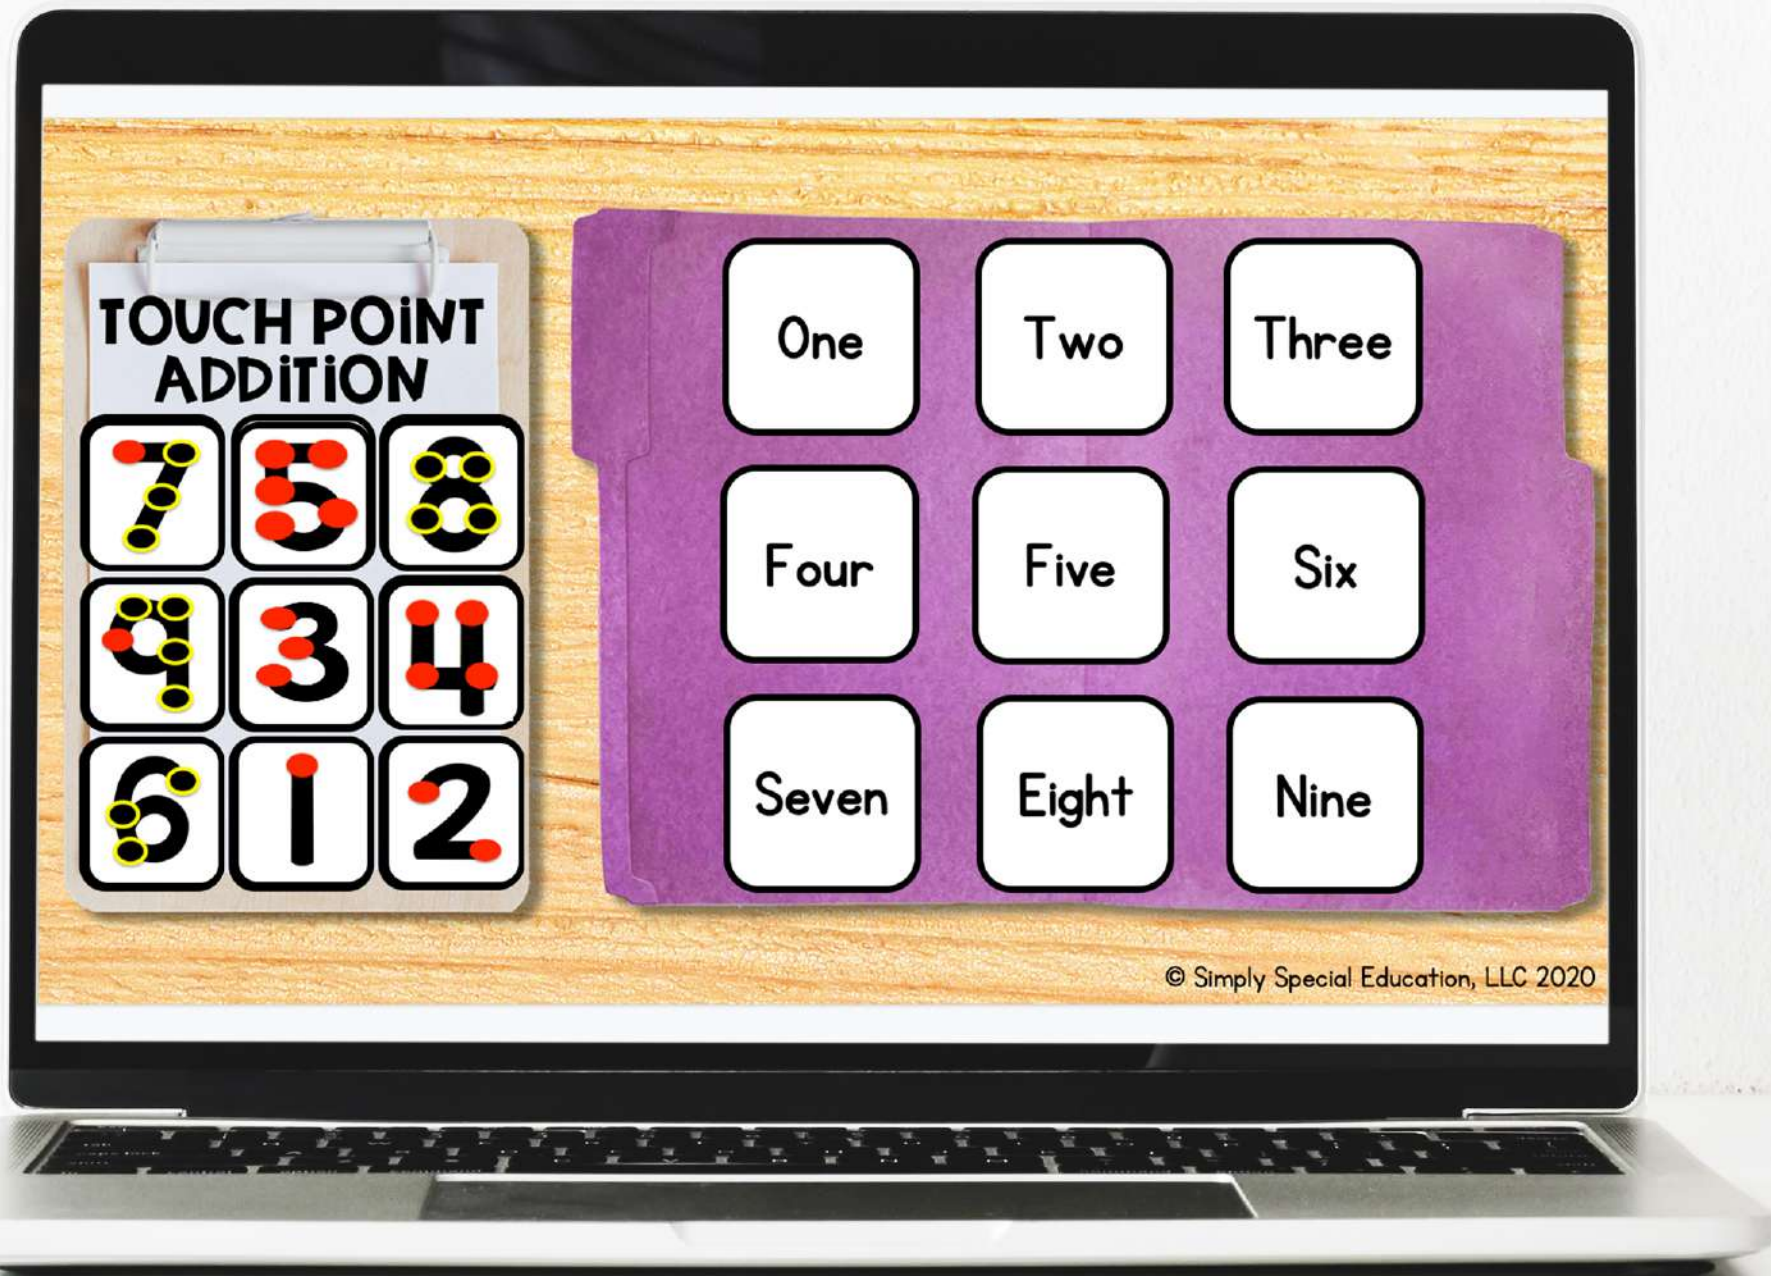 TOUCH POINT
ADDITION
7 5 8
9 3 4
6 1 2
One Two Three
Four Five Six
Seven Eight Nine
© Simply Special Education, LLC 2020